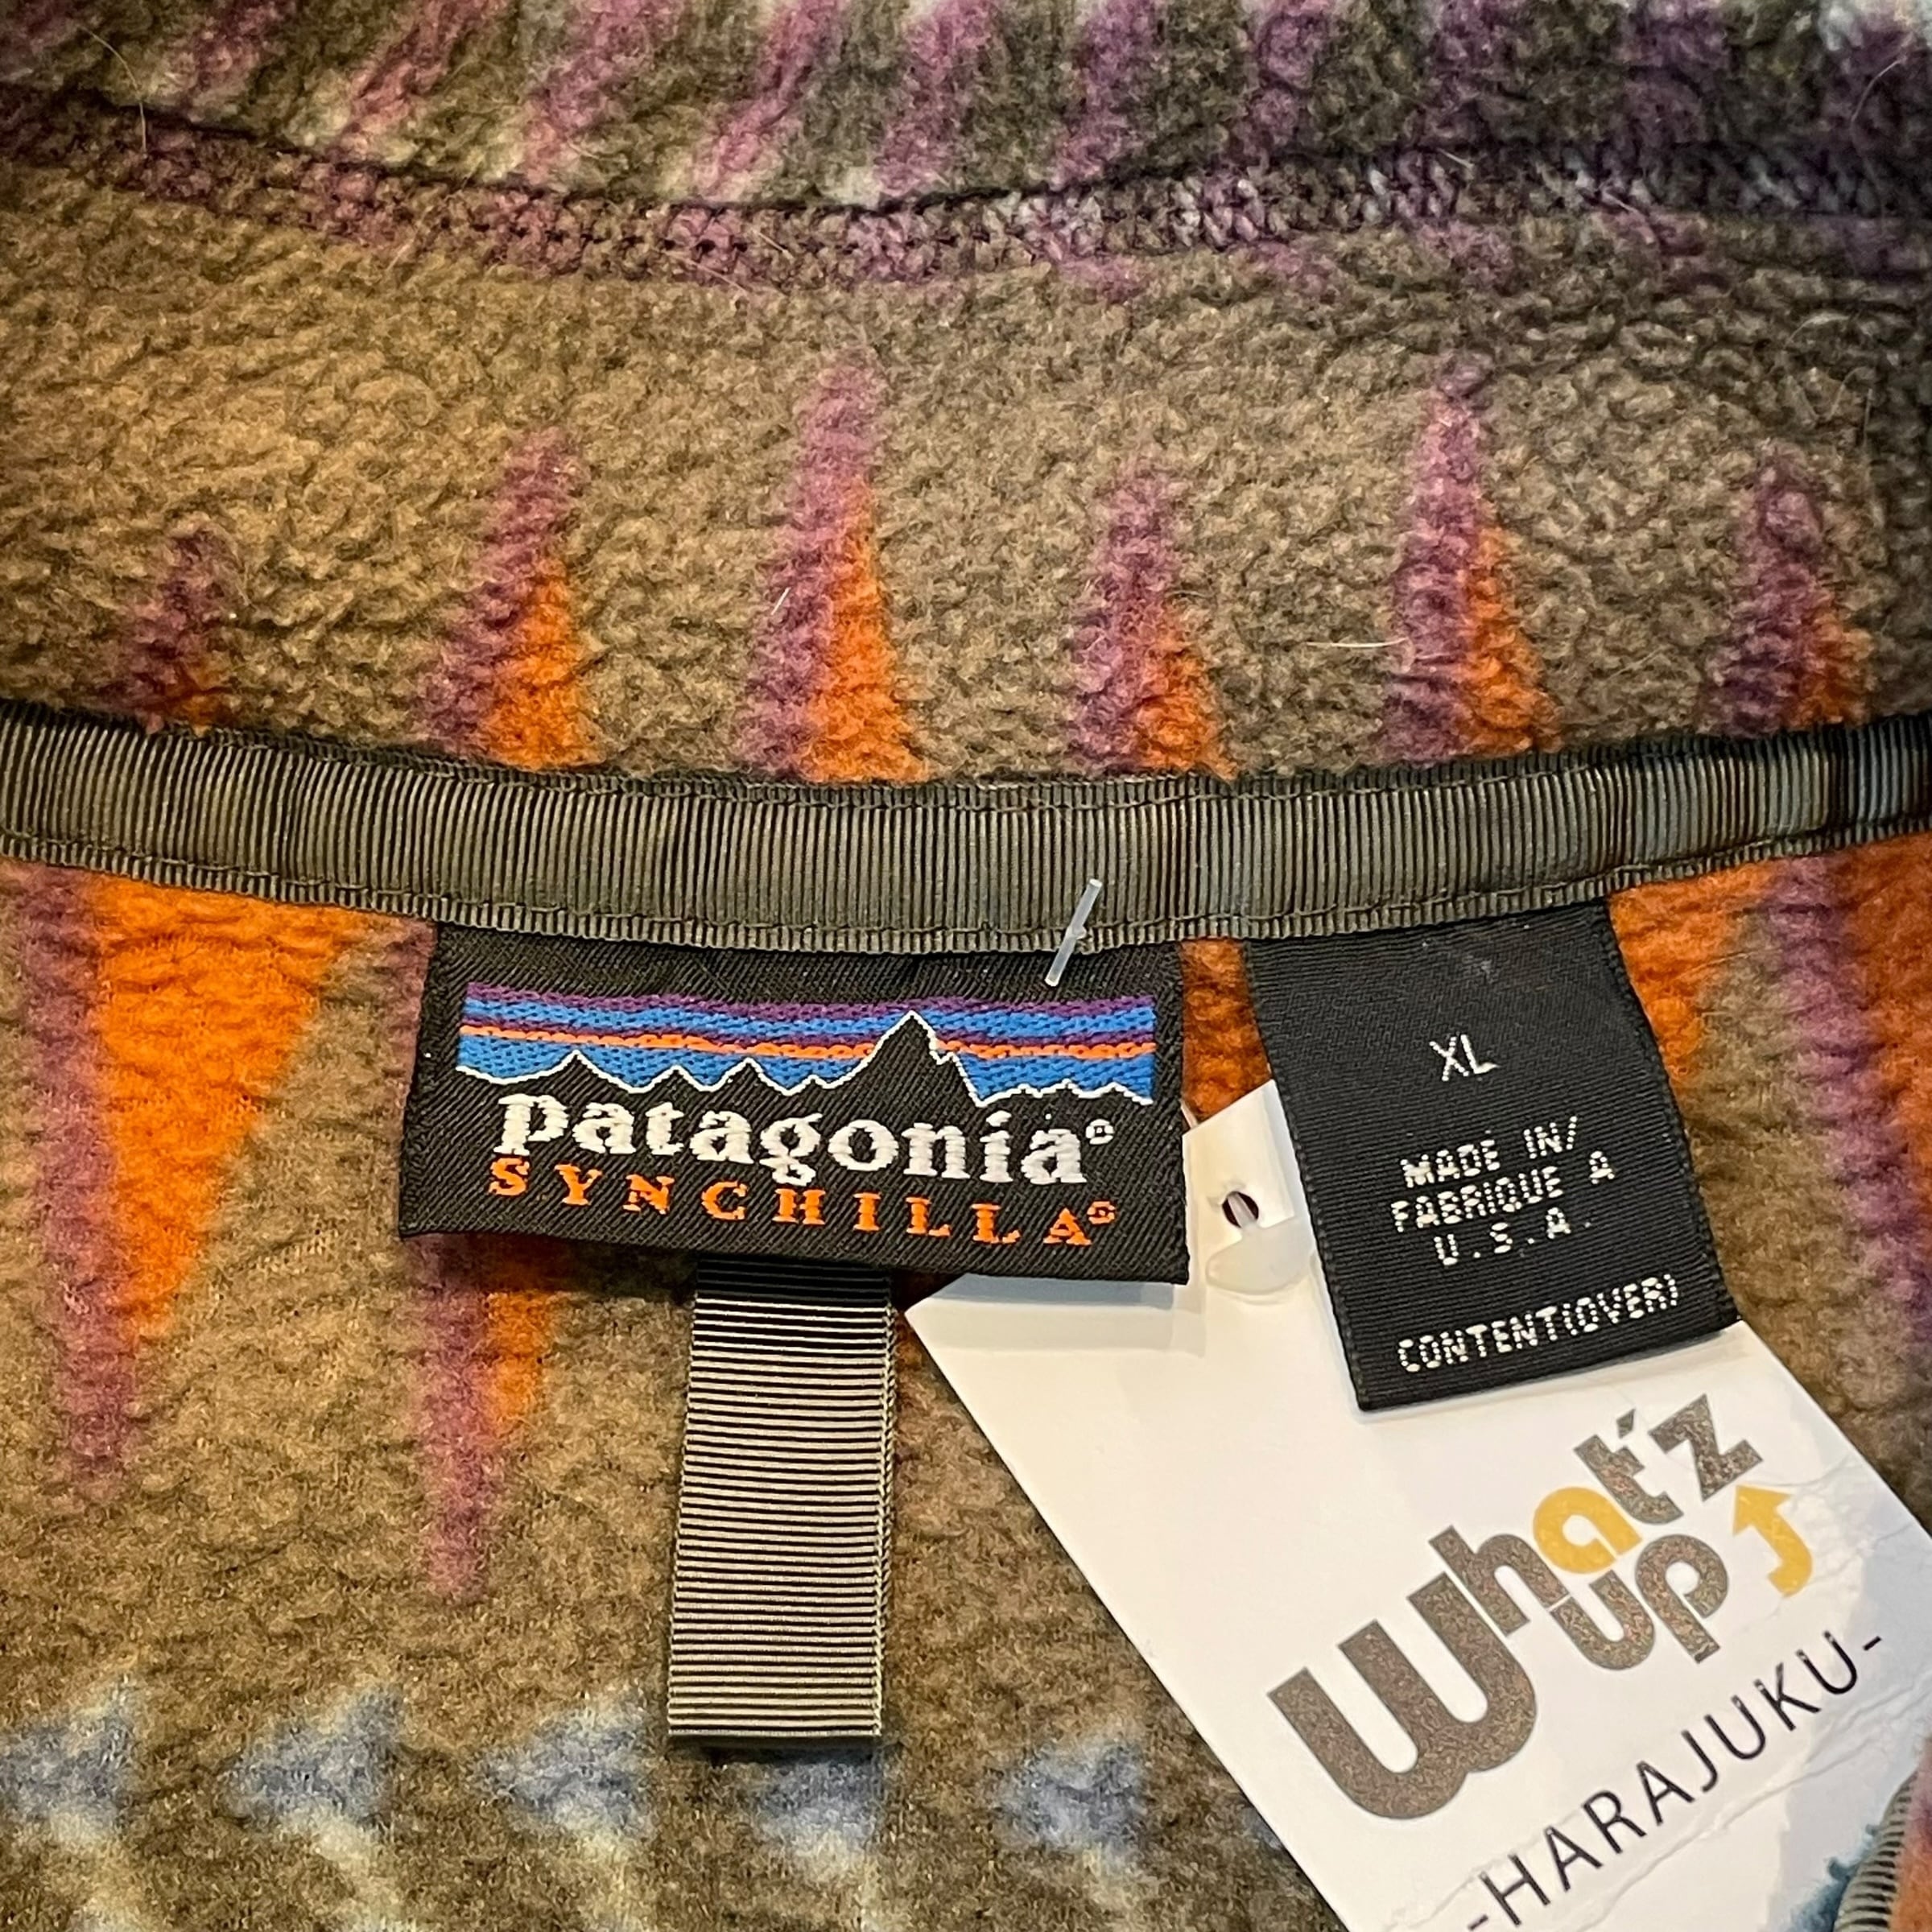 patagonia®
SYNCHILLA®
XL
MADE IN/
FABRIQUE A
U.S.A.
CONTENT(OVER)
What'z
up
-HARAJUKU-